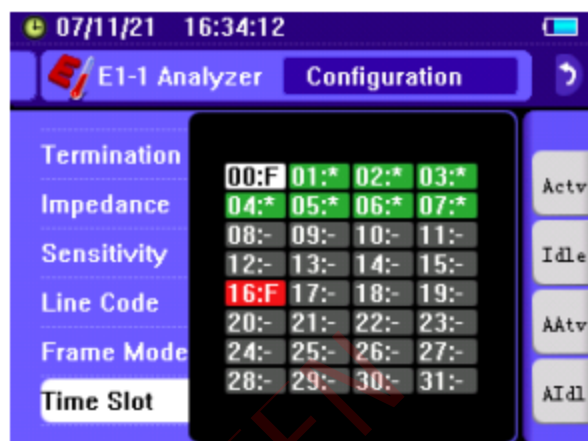 07/11/21 16:34:12
E1-1 Analyzer Configuration
Termination
Impedance
Sensitivity
Line Code
Frame Mode
Time Slot
00:F 01:* 02:* 03:*
04:* 05:* 06:* 07:*
08:- 09:- 10:- 11:-
12:- 13:- 14:- 15:-
16:F 17:- 18:- 19:-
20:- 21:- 22:- 23:-
24:- 25:- 26:- 27:-
28:- 29:- 30:- 31:-
Actv
Idle
AAtv
AIdl